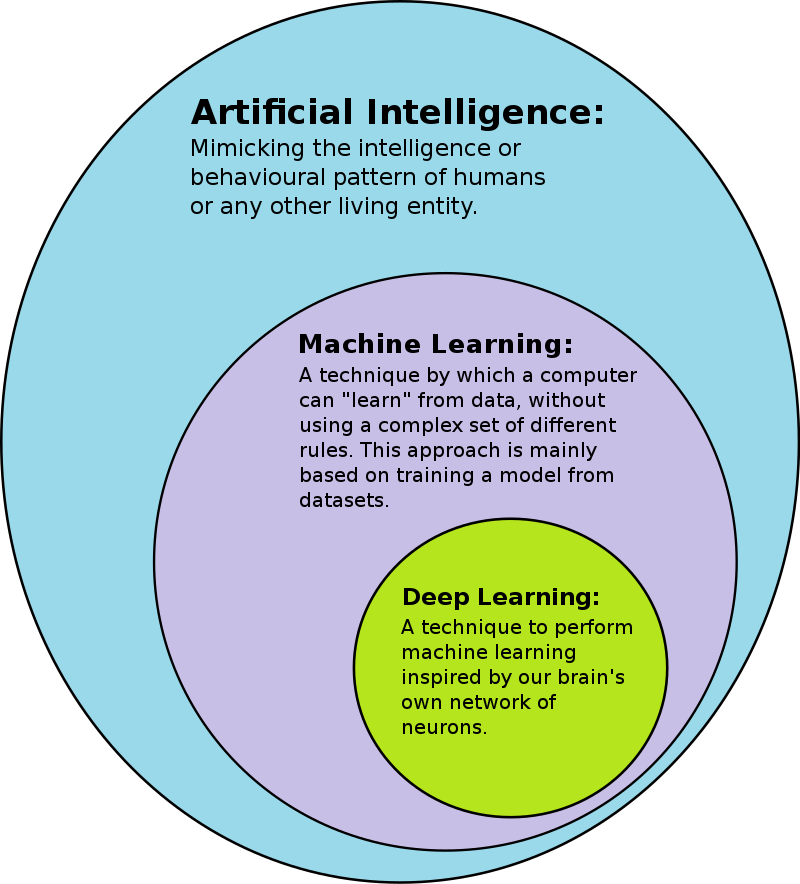 Artificial Intelligence:
Mimicking the intelligence or
behavioural pattern of humans
or any other living entity.
Machine Learning:
A technique by which a computer
can "learn" from data, without
using a complex set of different
rules. This approach is mainly
based on training a model from
datasets.
Deep Learning:
A technique to perform
machine learning
inspired by our brain's
own network of
neurons.